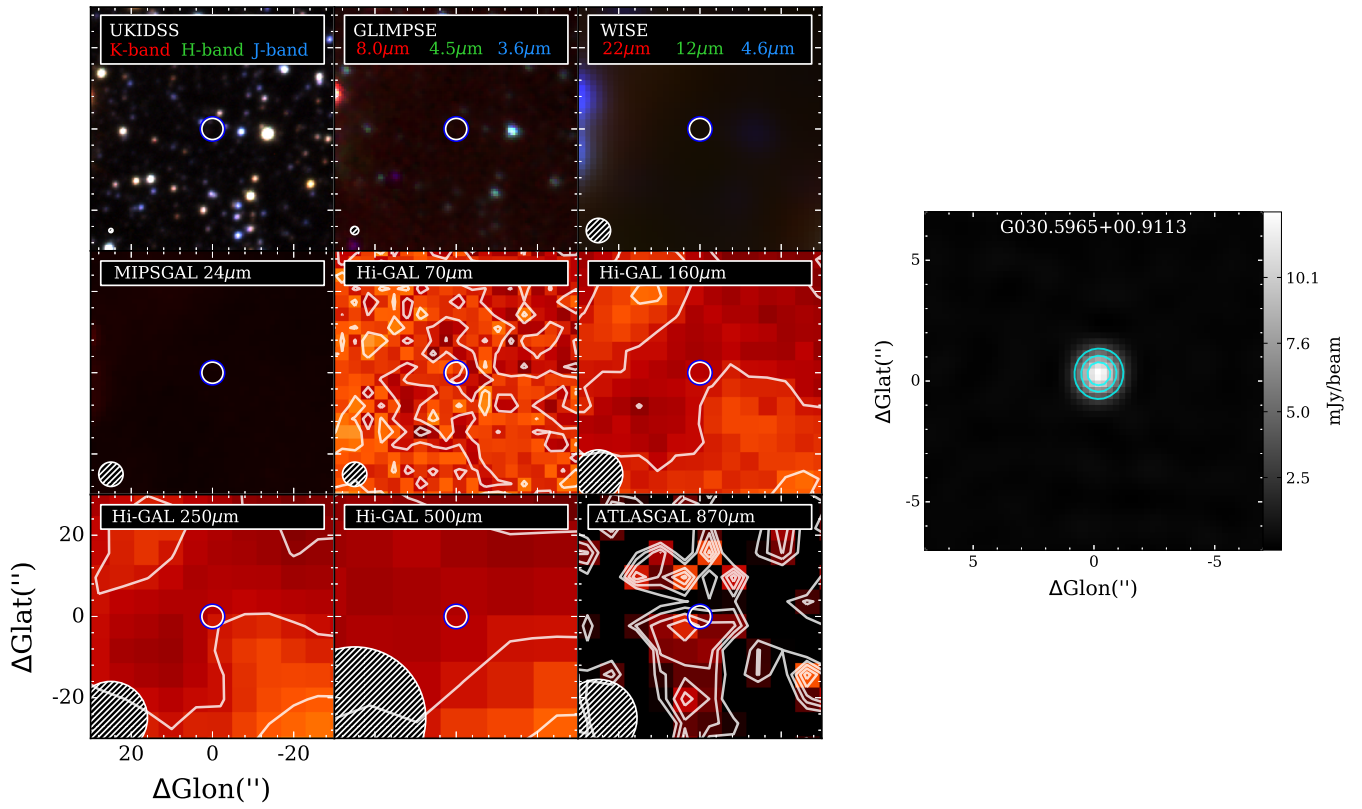 UKIDSS
K-band H-band J-band
GLIMPSE
8.0μm 4.5μm 3.6μm
WISE
22μm 12μm 4.6μm
MIPSGAL 24μm
Hi-GAL 70μm
Hi-GAL 160μm
Hi-GAL 250μm
Hi-GAL 500μm
ATLASGAL 870μm
20
0
-20
ΔGlat('')
20 0 -20
ΔGlon('')
G030.5965+00.9113
5
0
-5
ΔGlat('')
5 0 -5
ΔGlon('')
10.1
7.6
5.0
2.5
mJy/beam